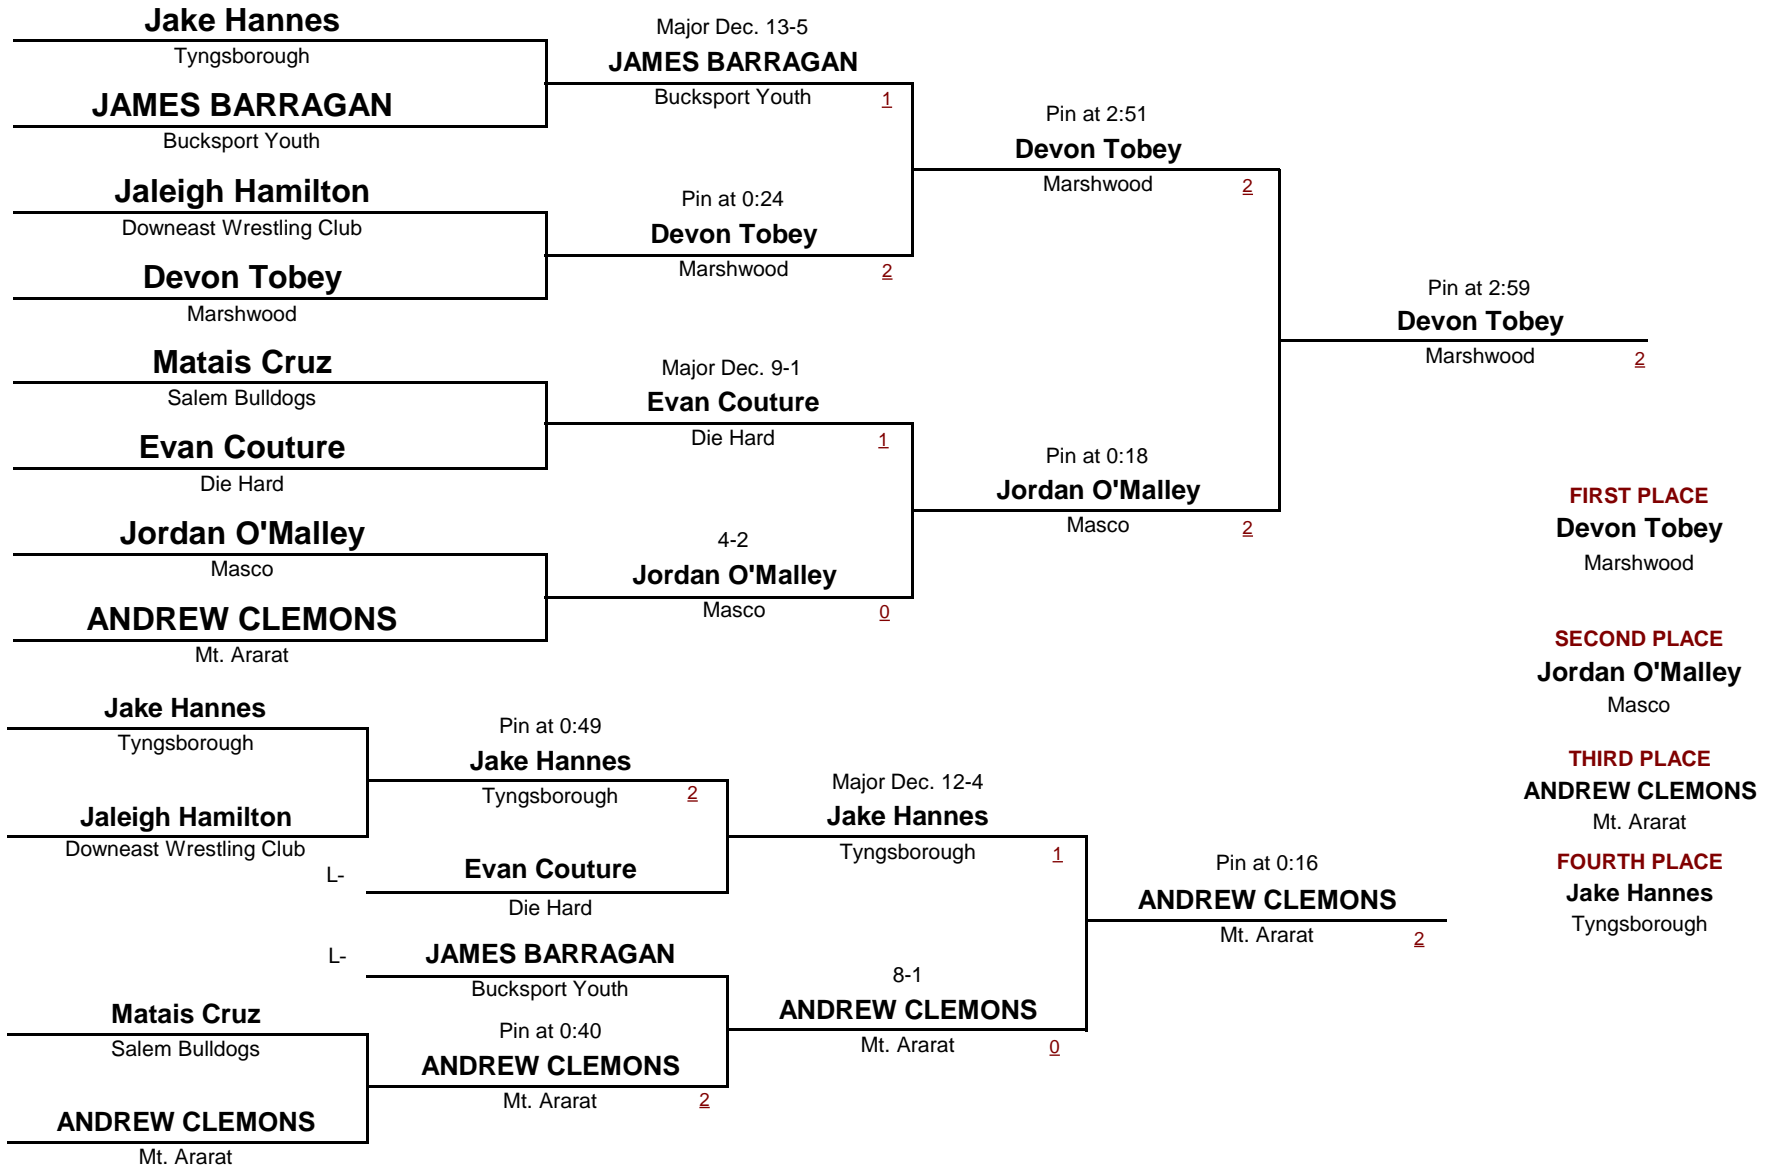 Jake Hannes
Tyngsborough
JAMES BARRAGAN
Bucksport Youth
Jaleigh Hamilton
Downeast Wrestling Club
Devon Tobey
Marshwood
Matais Cruz
Salem Bulldogs
Evan Couture
Die Hard
Jordan O'Malley
Masco
ANDREW CLEMONS
Mt. Ararat
Major Dec. 13-5
JAMES BARRAGAN
Bucksport Youth 1
Pin at 0:24
Devon Tobey
Marshwood 2
Major Dec. 9-1
Evan Couture
Die Hard 1
4-2
Jordan O'Malley
Masco 0
Pin at 2:51
Devon Tobey
Marshwood 2
Pin at 0:18
Jordan O'Malley
Masco 2
Pin at 2:59
Devon Tobey
Marshwood 2
FIRST PLACE
Devon Tobey
Marshwood
SECOND PLACE
Jordan O'Malley
Masco
THIRD PLACE
ANDREW CLEMONS
Mt. Ararat
FOURTH PLACE
Jake Hannes
Tyngsborough
Jake Hannes
Tyngsborough
Jaleigh Hamilton
Downeast Wrestling Club
Matais Cruz
Salem Bulldogs
ANDREW CLEMONS
Mt. Ararat
Pin at 0:49
Jake Hannes
Tyngsborough 2
L- Evan Couture
Die Hard
L- JAMES BARRAGAN
Bucksport Youth
Pin at 0:40
ANDREW CLEMONS
Mt. Ararat 2
Major Dec. 12-4
Jake Hannes
Tyngsborough 1
8-1
ANDREW CLEMONS
Mt. Ararat 0
Pin at 0:16
ANDREW CLEMONS
Mt. Ararat 2